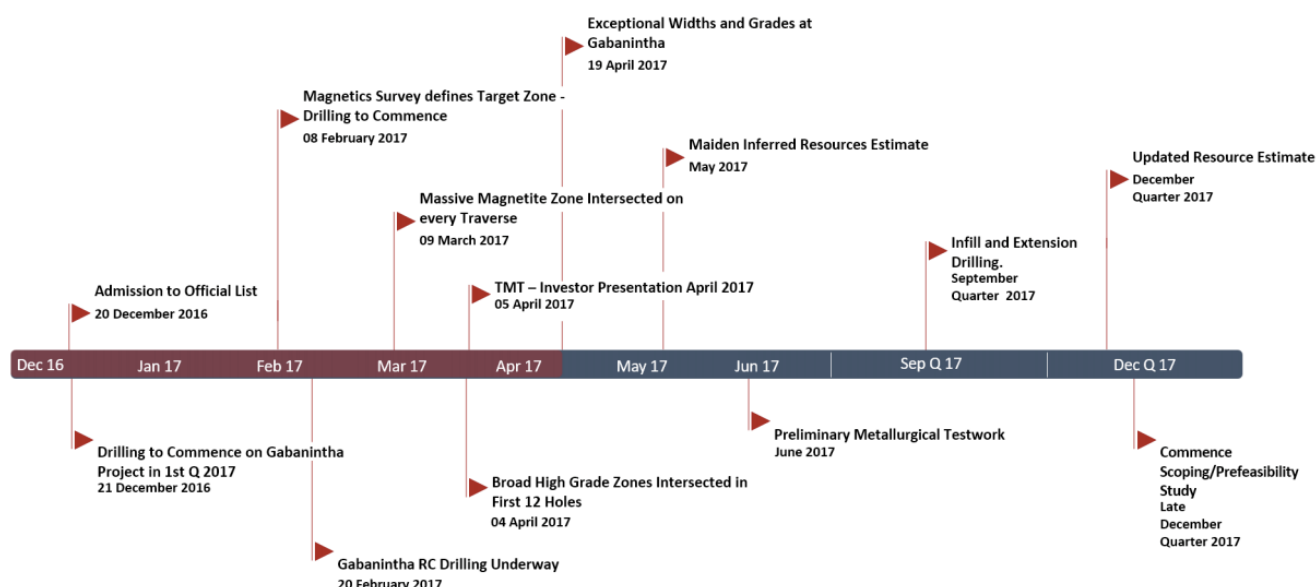 Exceptional Widths and Grades at
Gabanintha
19 April 2017
Magnetics Survey defines Target Zone -
Drilling to Commence
08 February 2017
Maiden Inferred Resources Estimate
May 2017
Updated Resource Estimate
December
Quarter 2017
Massive Magnetite Zone Intersected on
every Traverse
09 March 2017
Infill and Extension
Drilling.
September
Quarter 2017
Admission to Official List
20 December 2016
TMT – Investor Presentation April 2017
05 April 2017
Dec 16
Jan 17
Feb 17
Mar 17
Apr 17
May 17
Jun 17
Sep Q 17
Dec Q 17
Drilling to Commence on Gabanintha
Project in 1st Q 2017
21 December 2016
Preliminary Metallurgical Testwork
June 2017
Commence
Scoping/Prefeasibility
Study
Late
December
Quarter 2017
Broad High Grade Zones Intersected in
First 12 Holes
04 April 2017
Gabanintha RC Drilling Underway
20 February 2017